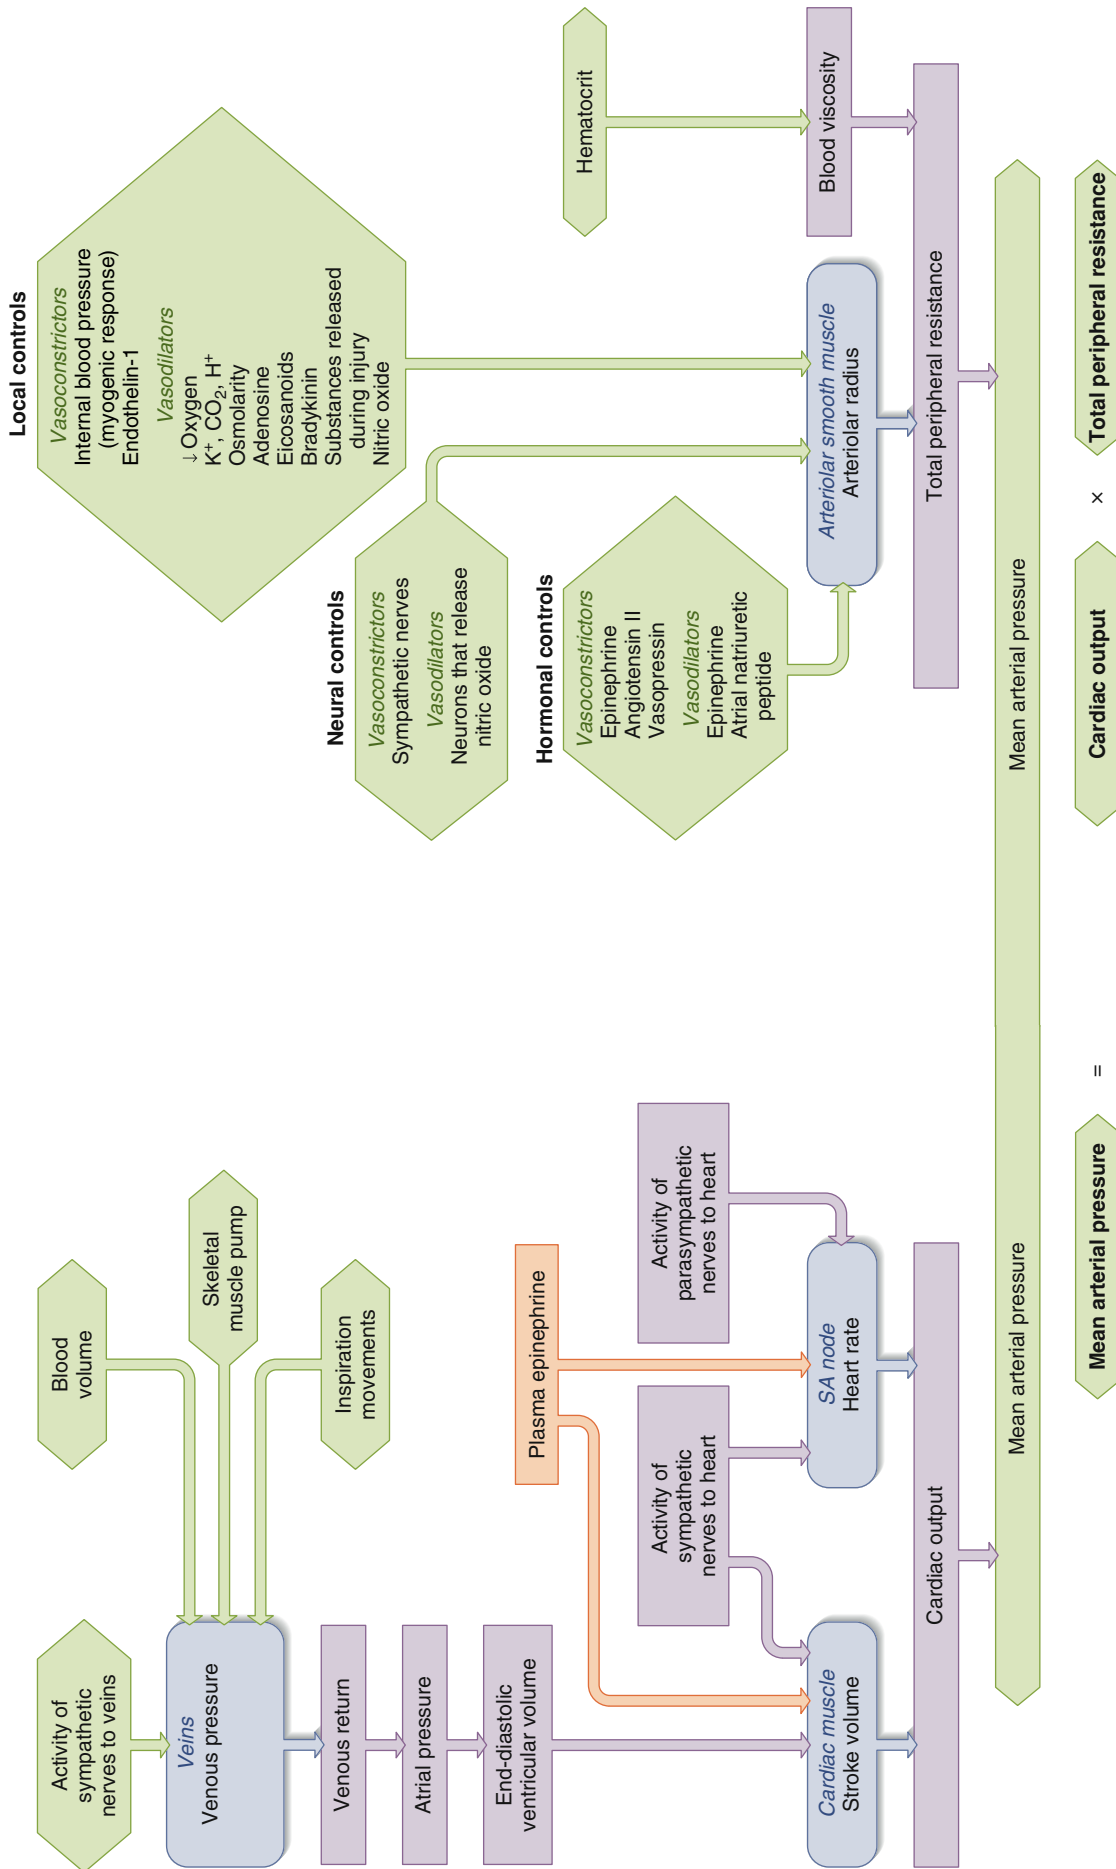 Activity of
sympathetic
nerves to veins
Blood
volume
Veins
Venous pressure
Skeletal
muscle pump
Inspiration
movements
Venous return
Atrial pressure
End-diastolic
ventricular volume
Plasma epinephrine
Activity of
sympathetic
nerves to heart
Activity of
parasympathetic
nerves to heart
Cardiac muscle
Stroke volume
SA node
Heart rate
Cardiac output
Local controls
Vasoconstrictors
Internal blood pressure
(myogenic response)
Endothelin-1
Vasodilators
↓Oxygen
K⁺, CO₂, H⁺
Osmolarity
Adenosine
Eicosanoids
Bradykinin
Substances released
during injury
Nitric oxide
Neural controls
Vasoconstrictors
Sympathetic nerves
Vasodilators
Neurons that release
nitric oxide
Hormonal controls
Vasoconstrictors
Epinephrine
Angiotensin II
Vasopressin
Vasodilators
Epinephrine
Atrial natriuretic
peptide
Hematocrit
Arteriolar smooth muscle
Arteriolar radius
Blood viscosity
Total peripheral resistance
Mean arterial pressure
Mean arterial pressure
Mean arterial pressure = Cardiac output × Total peripheral resistance